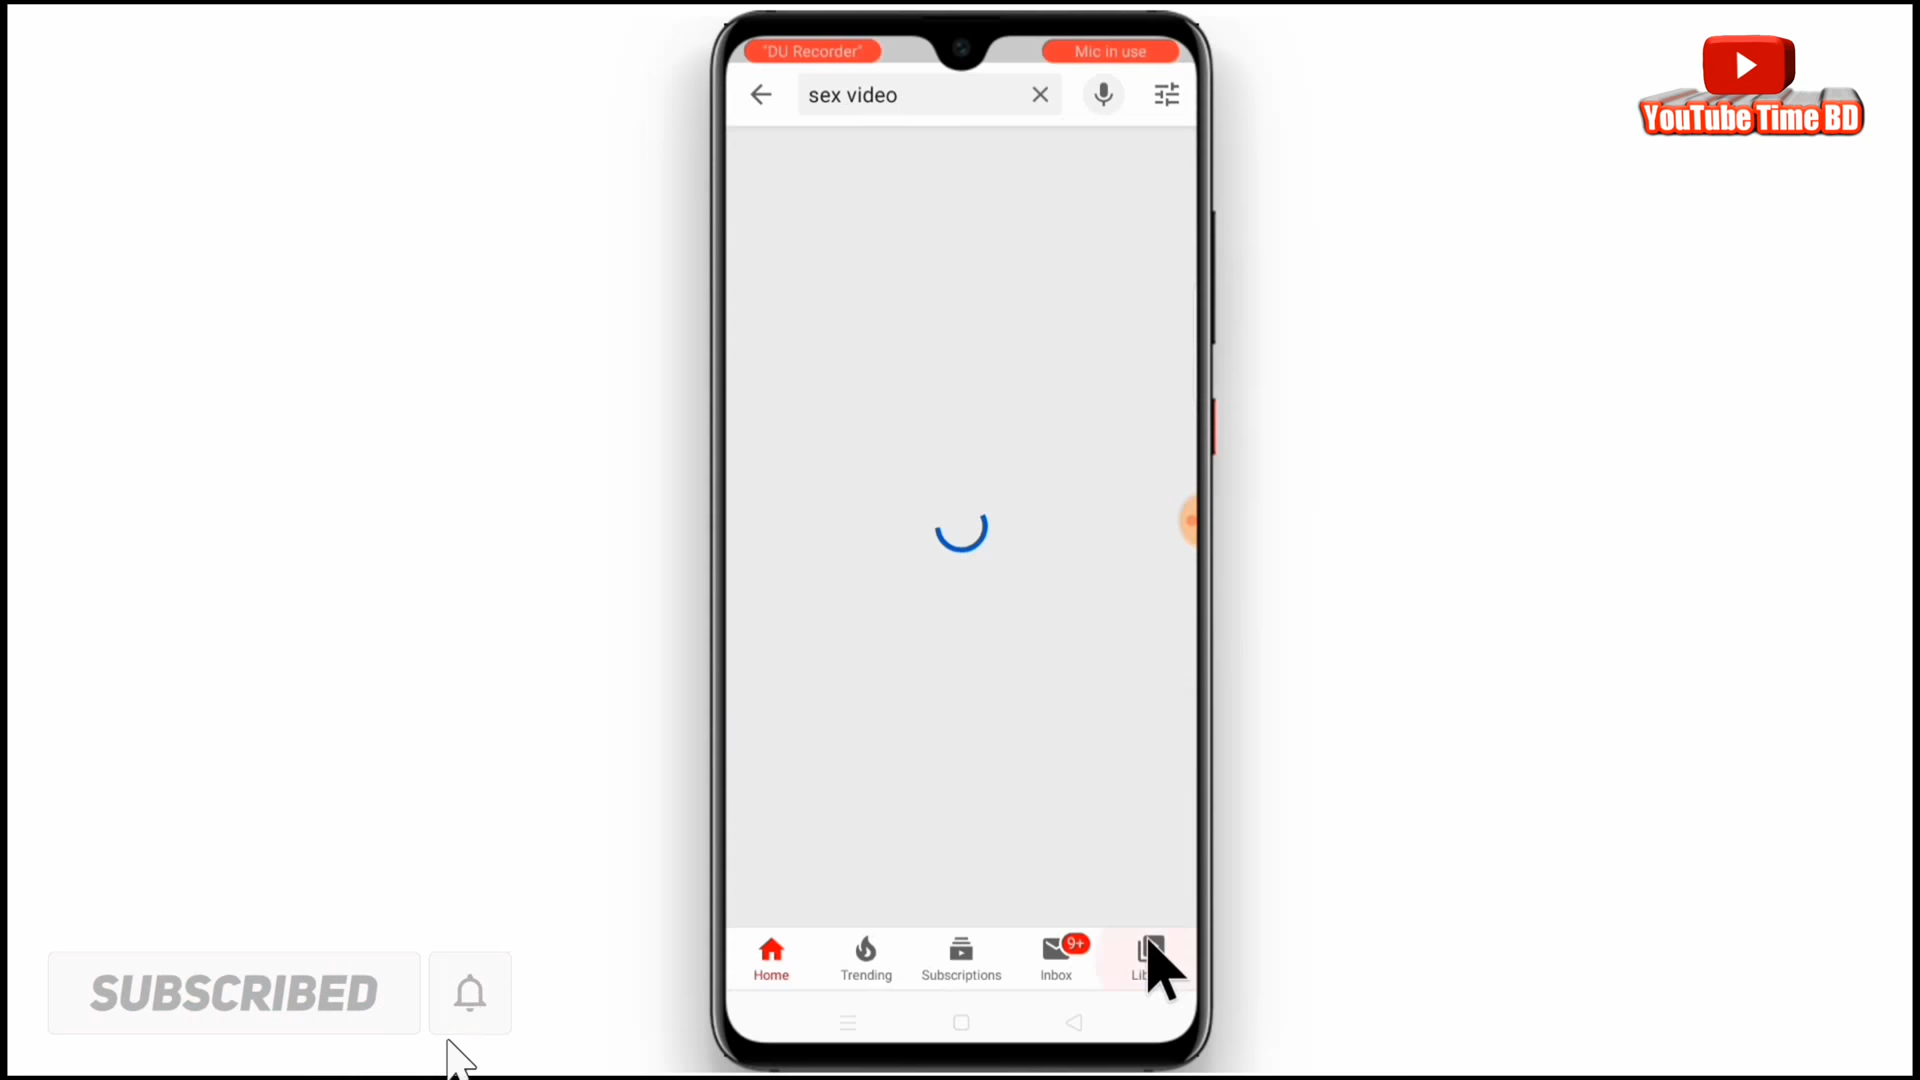 "DU Recorder"
Mic in use
sex video
YouTube Time BD
9+
Home
Trending
Subscriptions
Inbox
SUBSCRIBED